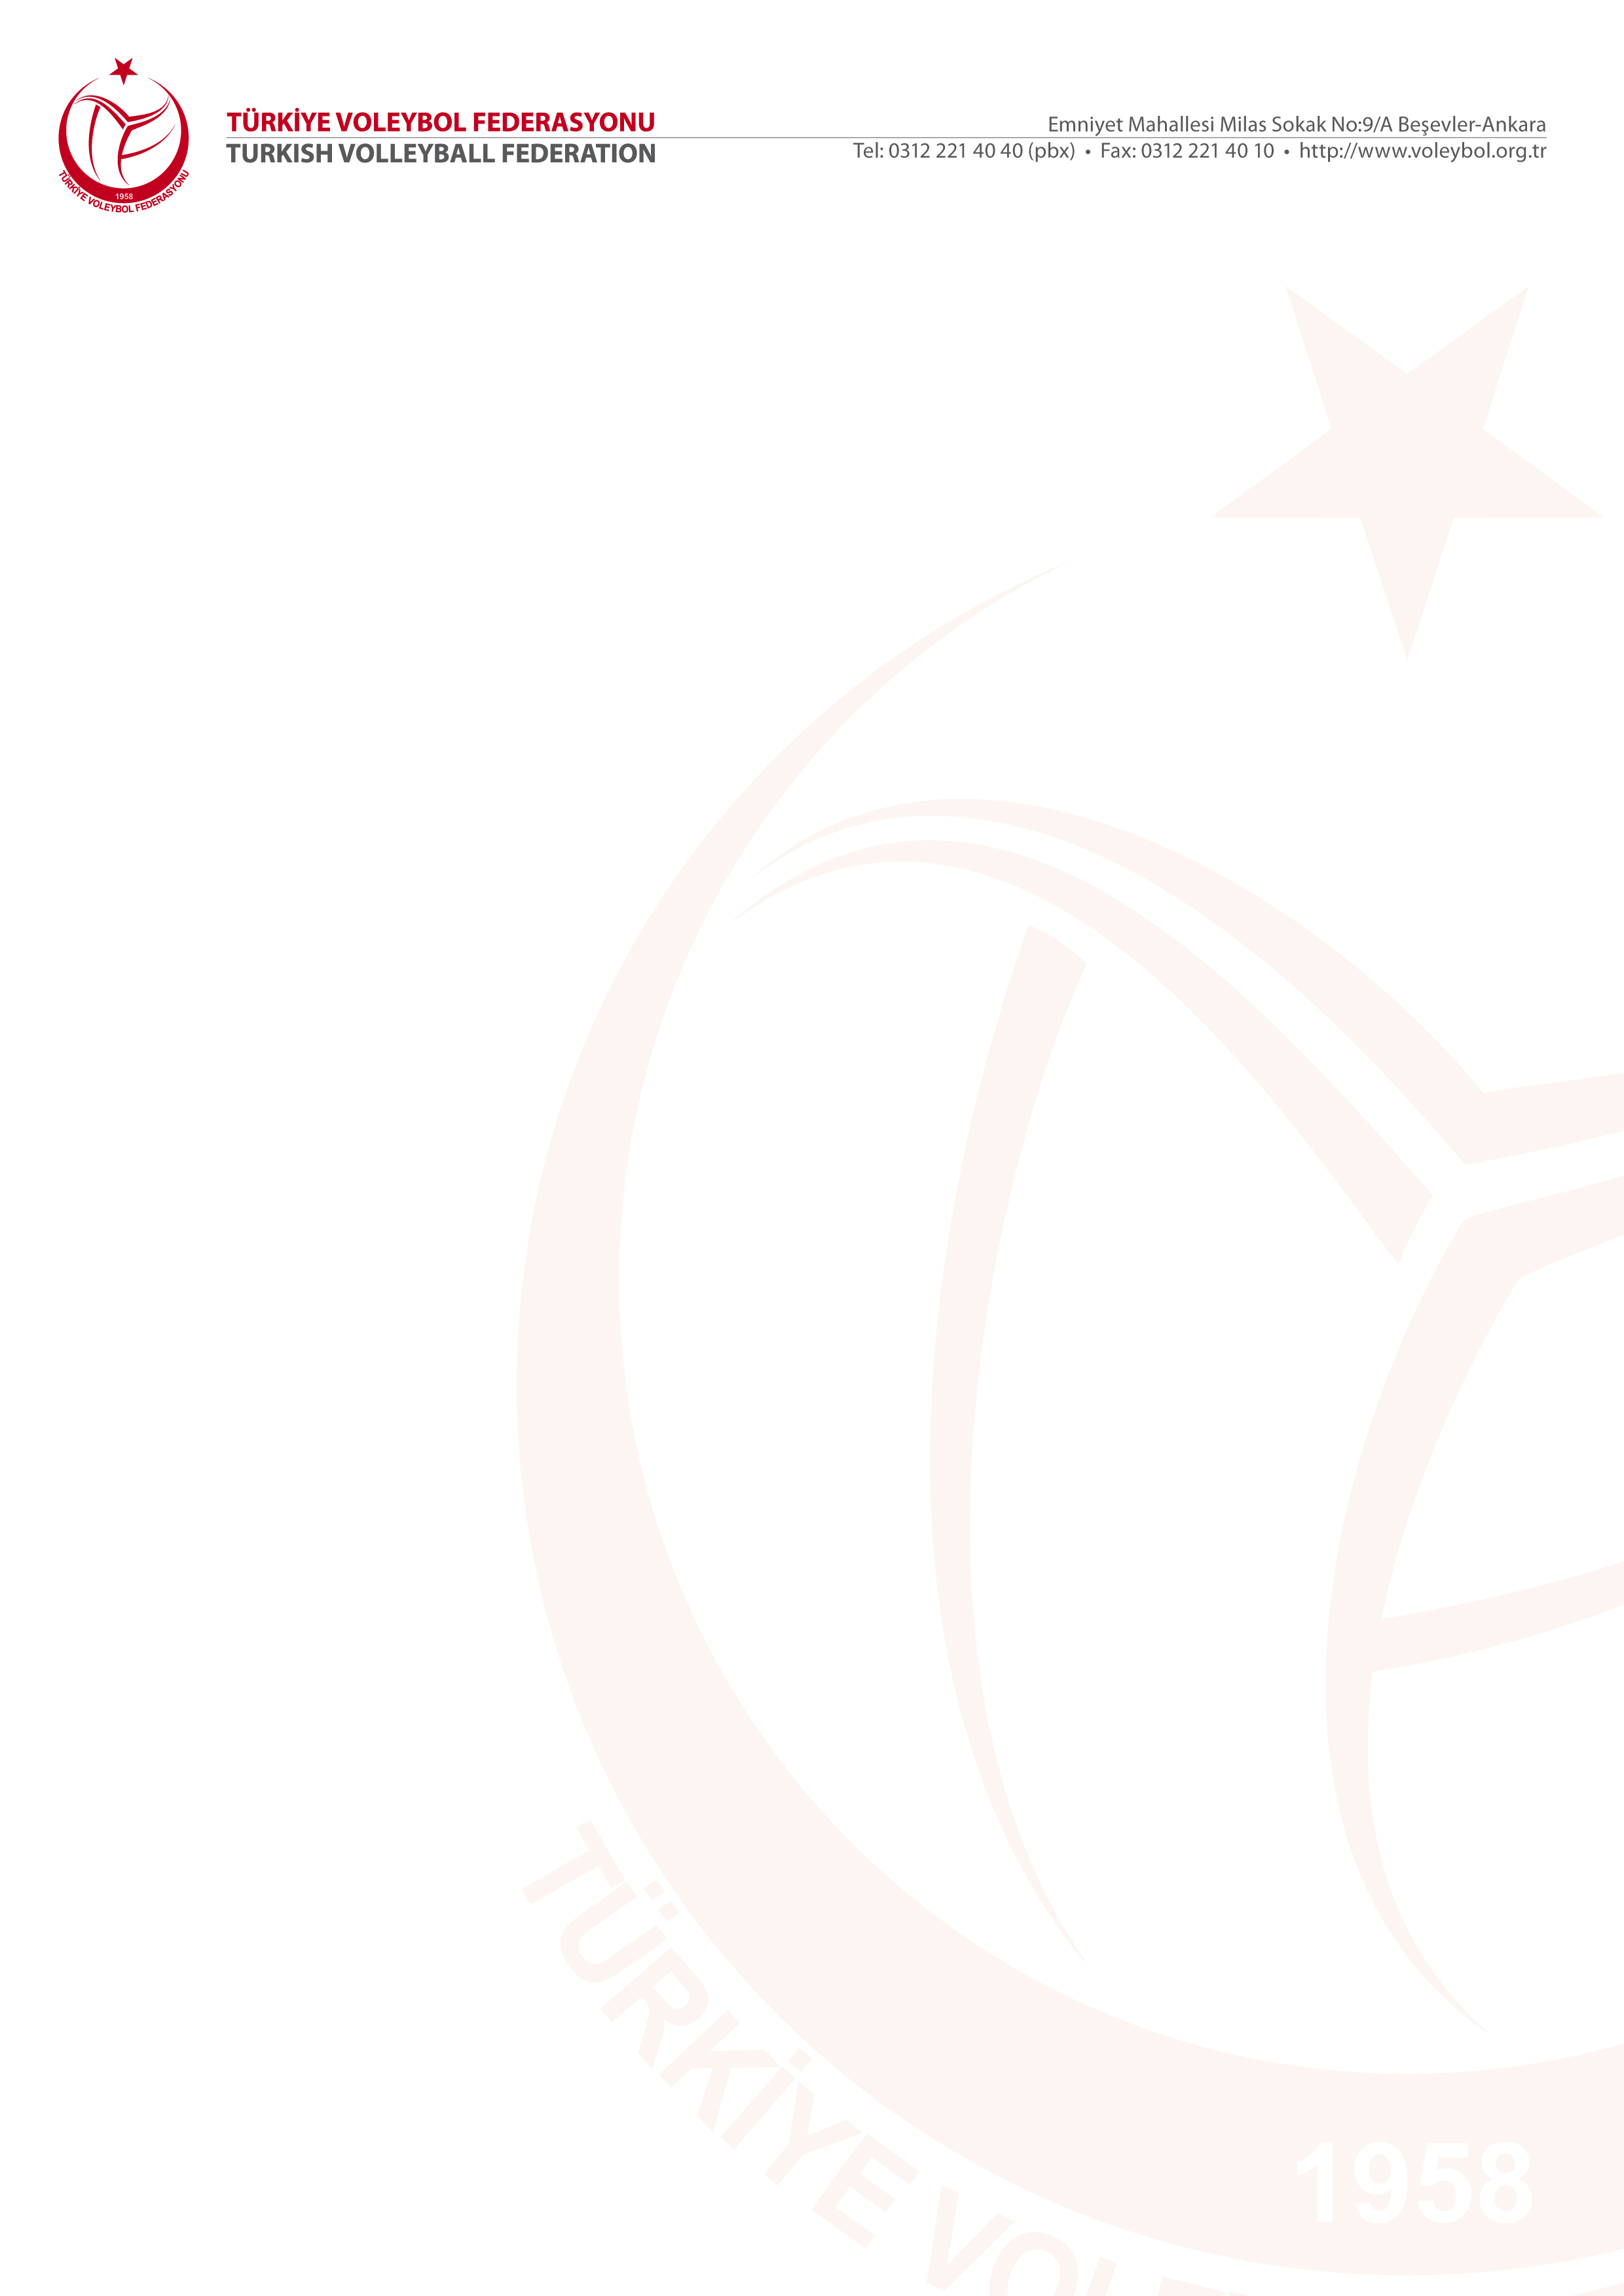 TÜRKİYE VOLEYBOL FEDERASYONU
TURKISH VOLLEYBALL FEDERATION
Emniyet Mahallesi Milas Sokak No:9/A Beşevler-Ankara
Tel: 0312 221 40 40 (pbx) • Fax: 0312 221 40 10 • http://www.voleybol.org.tr
1958
TÜRKİYE VOLEYBOL FEDERASYONU
1958
TÜRKİYE VOL